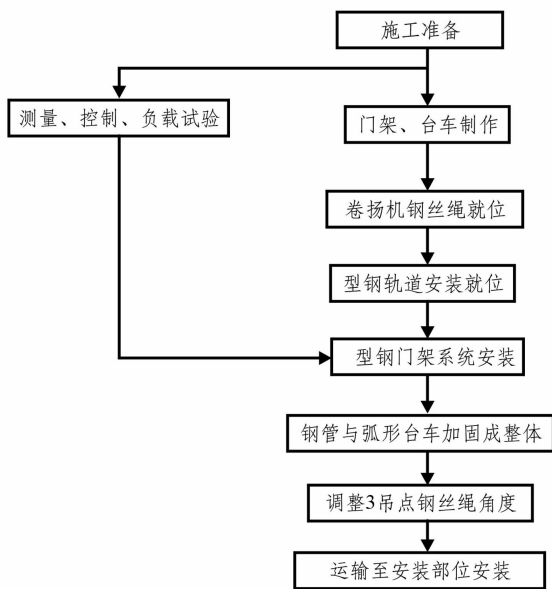 施工准备
测量、控制、负载试验
门架、台车制作
卷扬机钢丝绳就位
型钢轨道安装就位
型钢门架系统安装
钢管与弧形台车加固成整体
调整3吊点钢丝绳角度
运输至安装部位安装